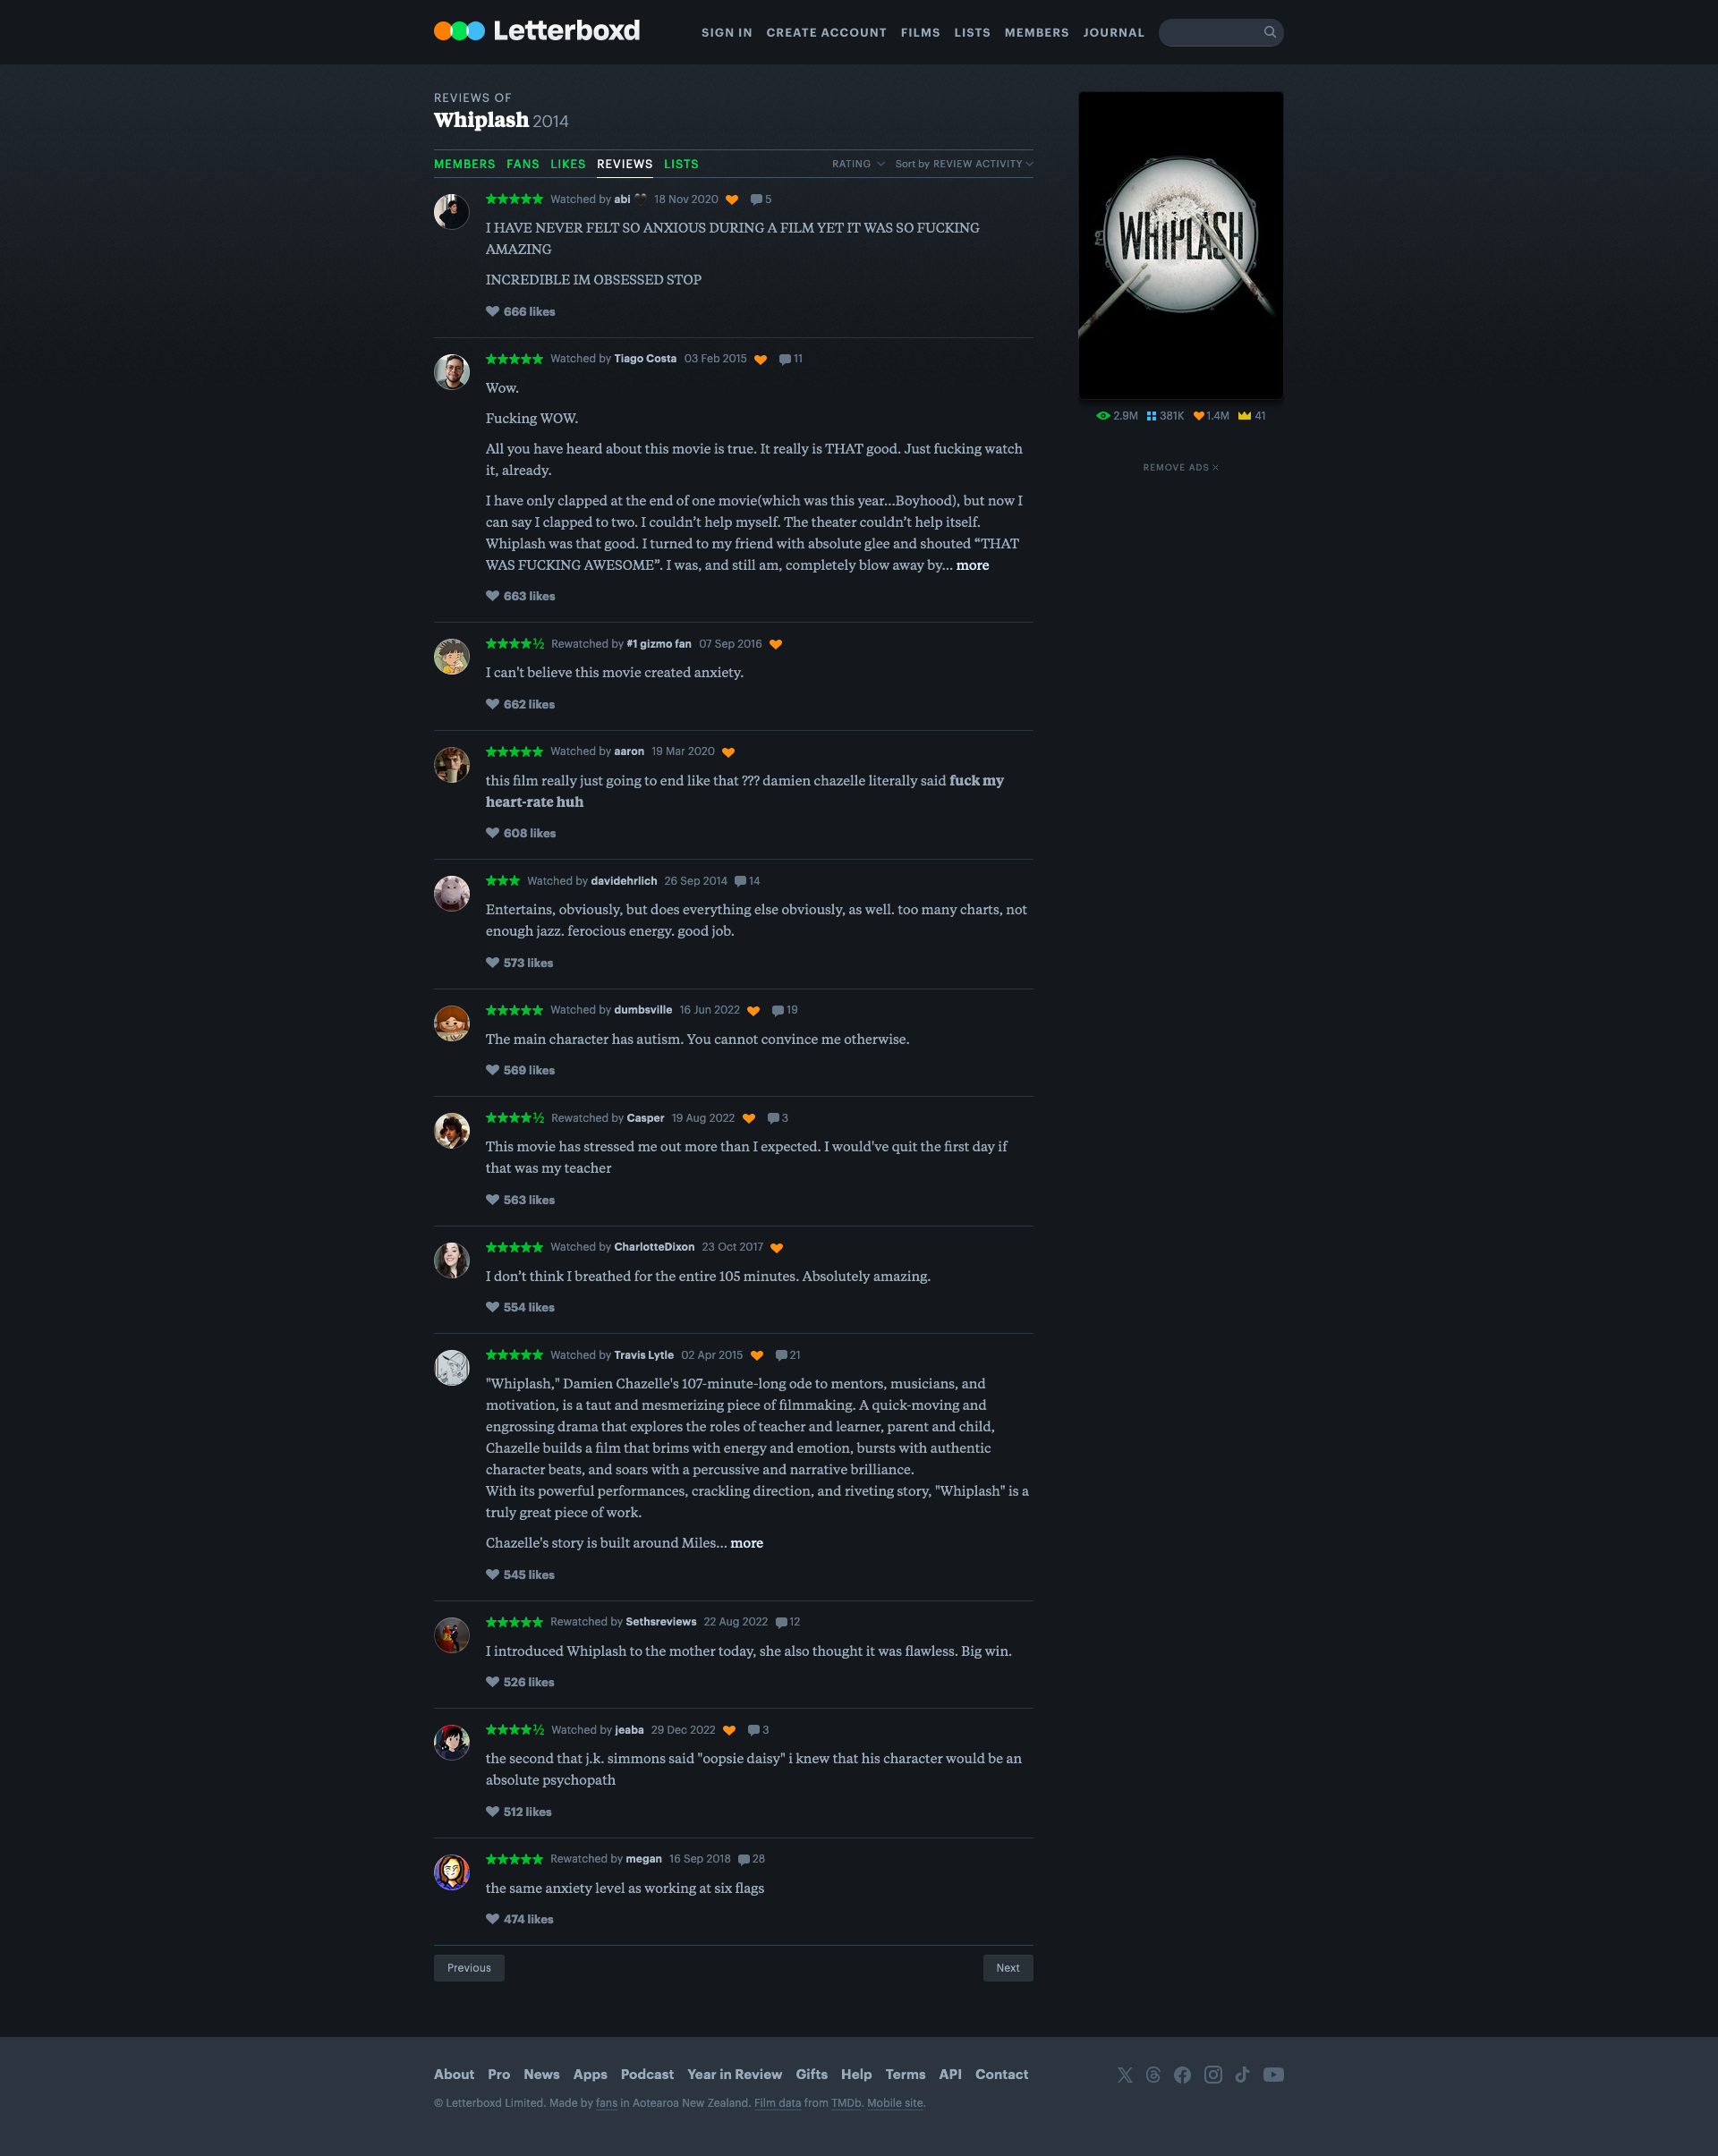 Letterboxd
SIGN IN CREATE ACCOUNT FILMS LISTS MEMBERS JOURNAL
REVIEWS OF
Whiplash 2014
MEMBERS FANS LIKES REVIEWS LISTS RATING Sort by REVIEW ACTIVITY
WHIPLASH
2.9M 381K 1.4M 41
REMOVE ADS
★★★★★ Watched by abi 🖤 18 Nov 2020 5
I HAVE NEVER FELT SO ANXIOUS DURING A FILM YET IT WAS SO FUCKING
AMAZING
INCREDIBLE IM OBSESSED STOP
666 likes
★★★★★ Watched by Tiago Costa 03 Feb 2015 11
Wow.
Fucking WOW.
All you have heard about this movie is true. It really is THAT good. Just fucking watch
it, already.
I have only clapped at the end of one movie(which was this year...Boyhood), but now I
can say I clapped to two. I couldn’t help myself. The theater couldn’t help itself.
Whiplash was that good. I turned to my friend with absolute glee and shouted “THAT
WAS FUCKING AWESOME”. I was, and still am, completely blow away by... more
663 likes
★★★★½ Rewatched by #1 gizmo fan 07 Sep 2016
I can't believe this movie created anxiety.
662 likes
★★★★★ Watched by aaron 19 Mar 2020
this film really just going to end like that ??? damien chazelle literally said fuck my
heart-rate huh
608 likes
★★★ Watched by davidehrlich 26 Sep 2014 14
Entertains, obviously, but does everything else obviously, as well. too many charts, not
enough jazz. ferocious energy. good job.
573 likes
★★★★★ Watched by dumbsville 16 Jun 2022 19
The main character has autism. You cannot convince me otherwise.
569 likes
★★★★½ Rewatched by Casper 19 Aug 2022 3
This movie has stressed me out more than I expected. I would've quit the first day if
that was my teacher
563 likes
★★★★★ Watched by CharlotteDixon 23 Oct 2017
I don’t think I breathed for the entire 105 minutes. Absolutely amazing.
554 likes
★★★★★ Watched by Travis Lytle 02 Apr 2015 21
"Whiplash," Damien Chazelle's 107-minute-long ode to mentors, musicians, and
motivation, is a taut and mesmerizing piece of filmmaking. A quick-moving and
engrossing drama that explores the roles of teacher and learner, parent and child,
Chazelle builds a film that brims with energy and emotion, bursts with authentic
character beats, and soars with a percussive and narrative brilliance.
With its powerful performances, crackling direction, and riveting story, "Whiplash" is a
truly great piece of work.
Chazelle's story is built around Miles... more
545 likes
★★★★★ Rewatched by Sethsreviews 22 Aug 2022 12
I introduced Whiplash to the mother today, she also thought it was flawless. Big win.
526 likes
★★★★½ Watched by jeaba 29 Dec 2022 3
the second that j.k. simmons said "oopsie daisy" i knew that his character would be an
absolute psychopath
512 likes
★★★★★ Rewatched by megan 16 Sep 2018 28
the same anxiety level as working at six flags
474 likes
Previous Next
About Pro News Apps Podcast Year in Review Gifts Help Terms API Contact
© Letterboxd Limited. Made by fans in Aotearoa New Zealand. Film data from TMDb. Mobile site.